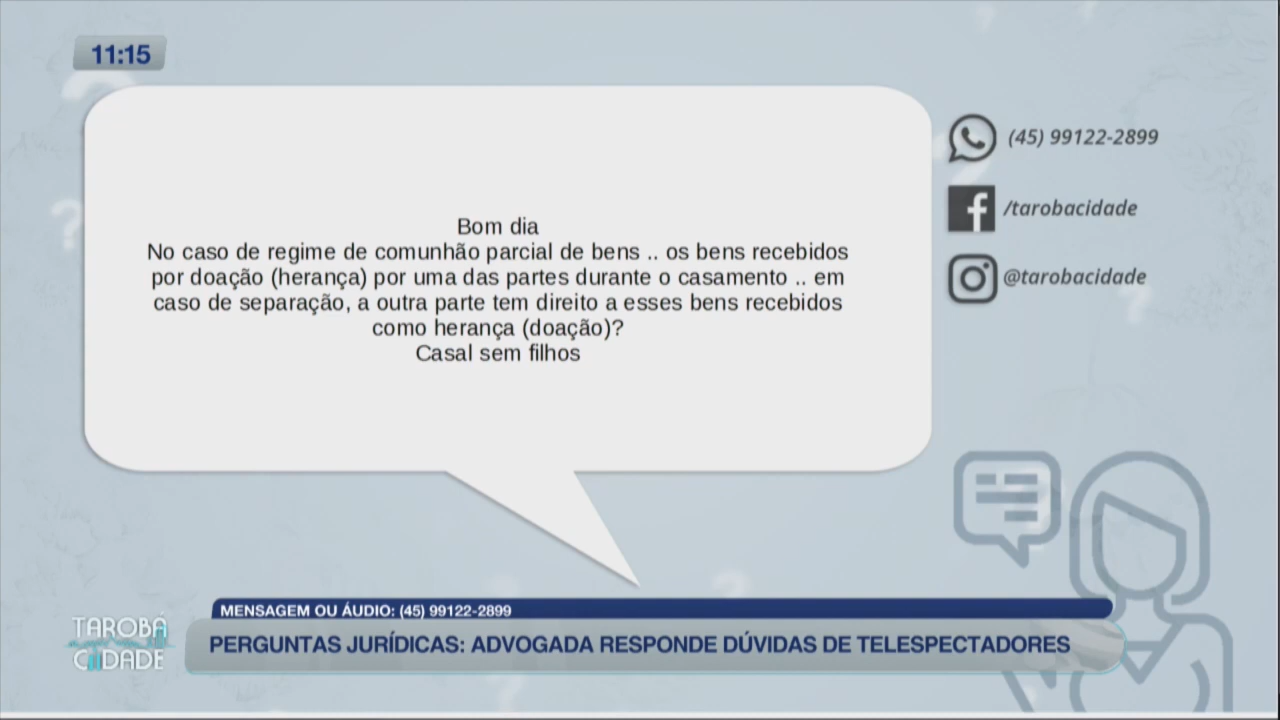 11:15
Bom dia
No caso de regime de comunhão parcial de bens .. os bens recebidos
por doação (herança) por uma das partes durante o casamento .. em
caso de separação, a outra parte tem direito a esses bens recebidos
como herança (doação)?
Casal sem filhos
(45) 99122-2899
/tarobacidade
@tarobacidade
MENSAGEM OU ÁUDIO: (45) 99122-2899
PERGUNTAS JURÍDICAS: ADVOGADA RESPONDE DÚVIDAS DE TELESPECTADORES
TAROBÁ
CIDADE